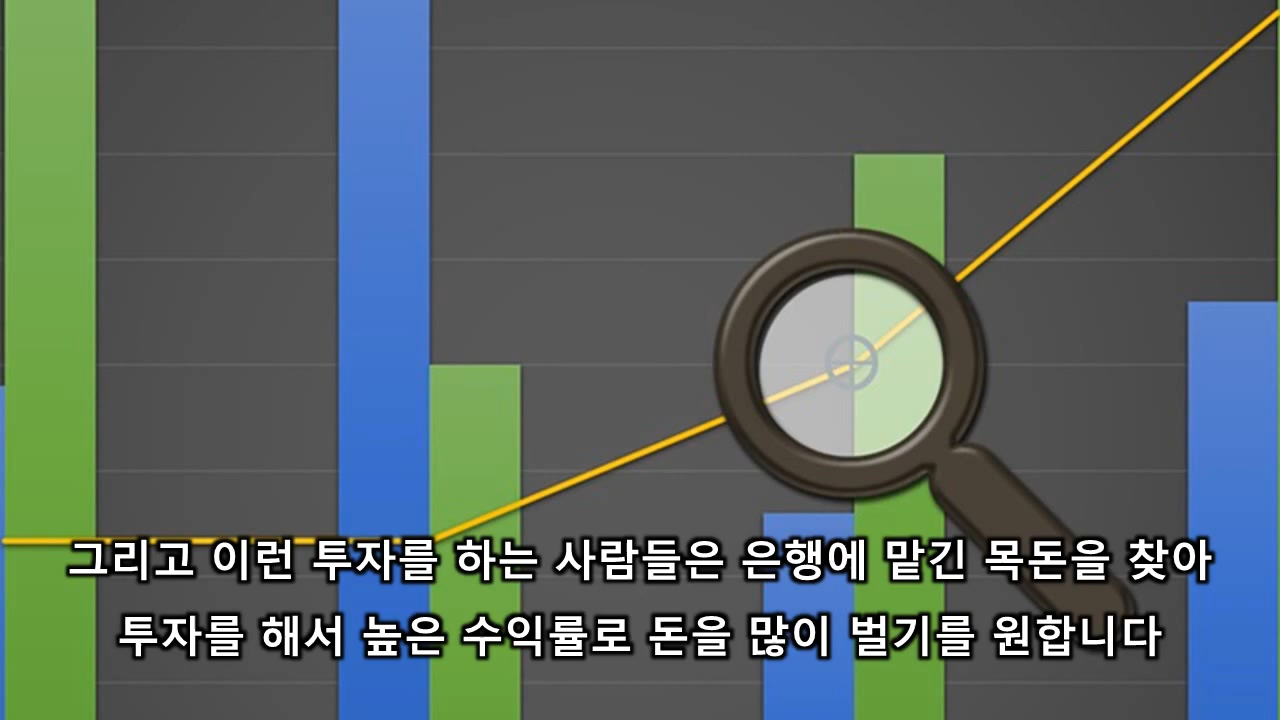 그리고 이런 투자를 하는 사람들은 은행에 맡긴 목돈을 찾아
투자를 해서 높은 수익률로 돈을 많이 벌기를 원합니다